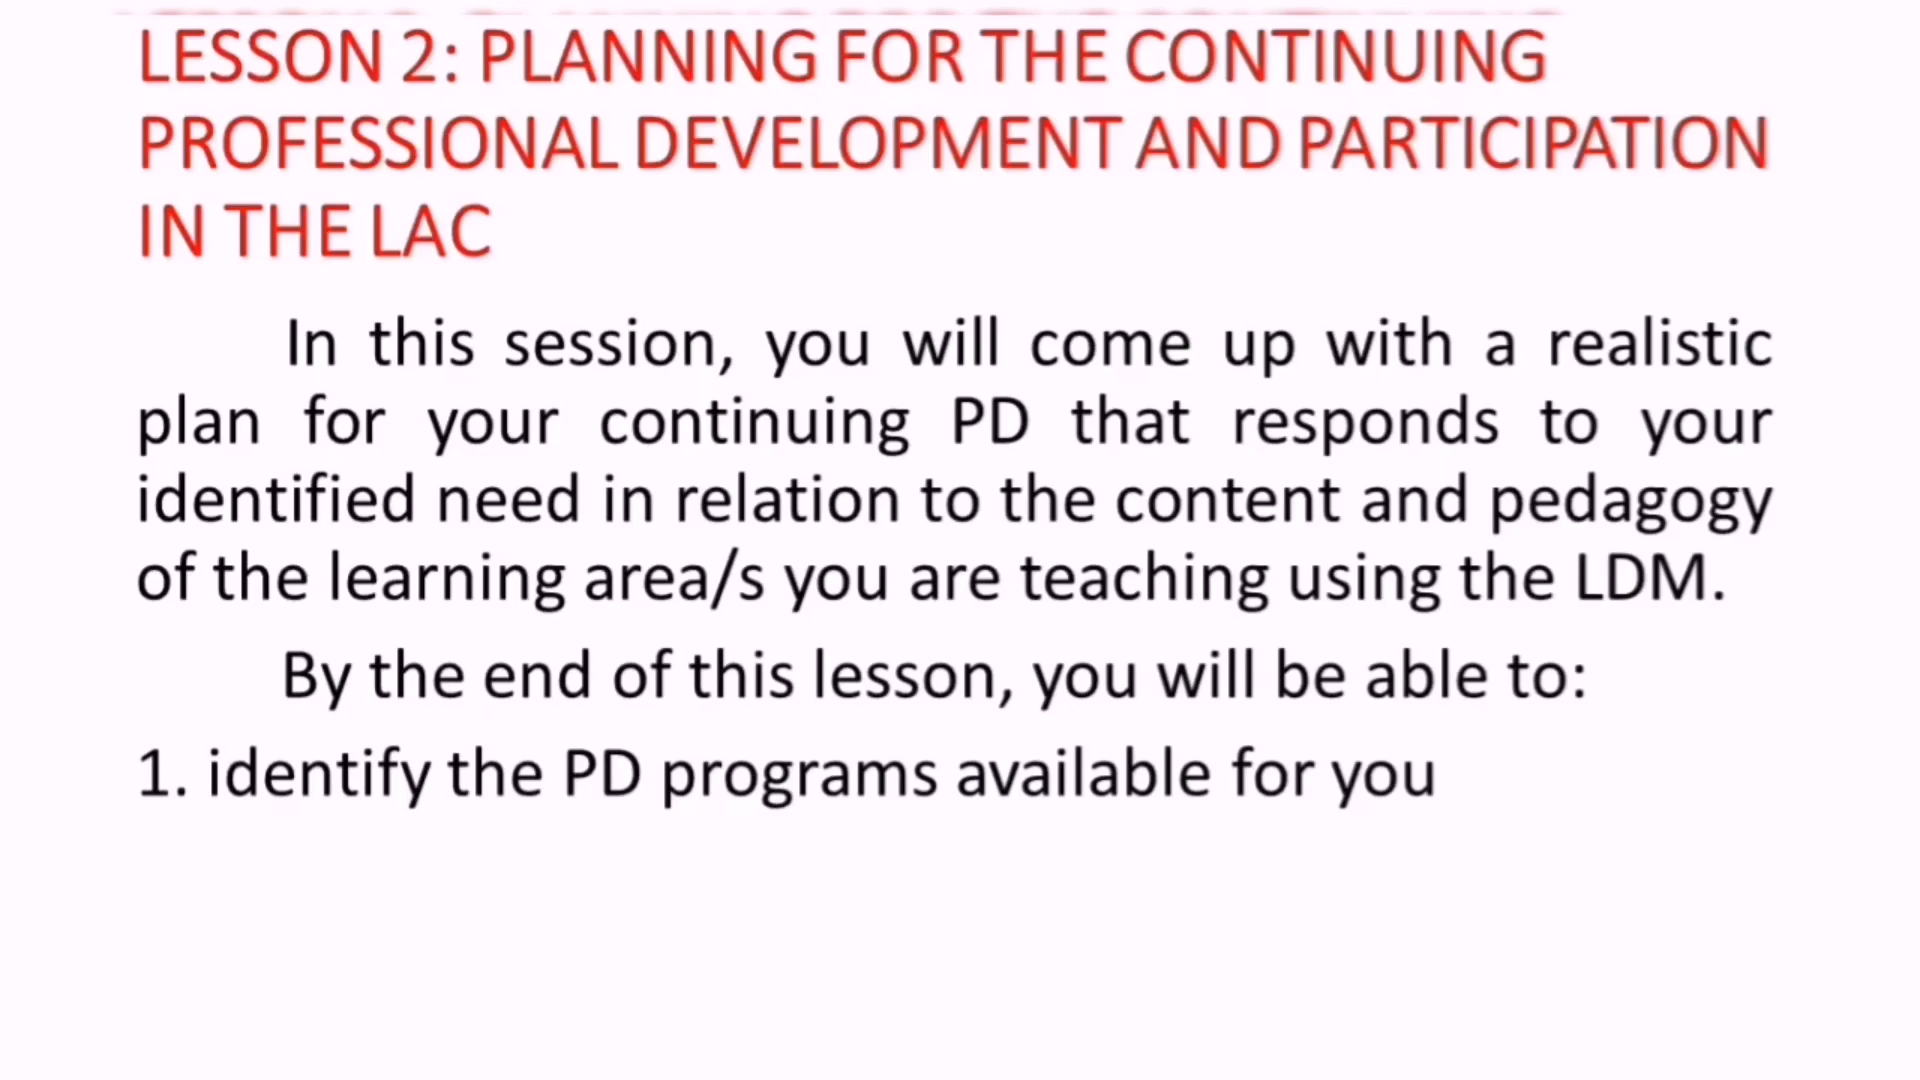 LESSON 2: PLANNING FOR THE CONTINUING
PROFESSIONAL DEVELOPMENT AND PARTICIPATION
IN THE LAC
In this session, you will come up with a realistic
plan for your continuing PD that responds to your
identified need in relation to the content and pedagogy
of the learning area/s you are teaching using the LDM.
By the end of this lesson, you will be able to:
1. identify the PD programs available for you